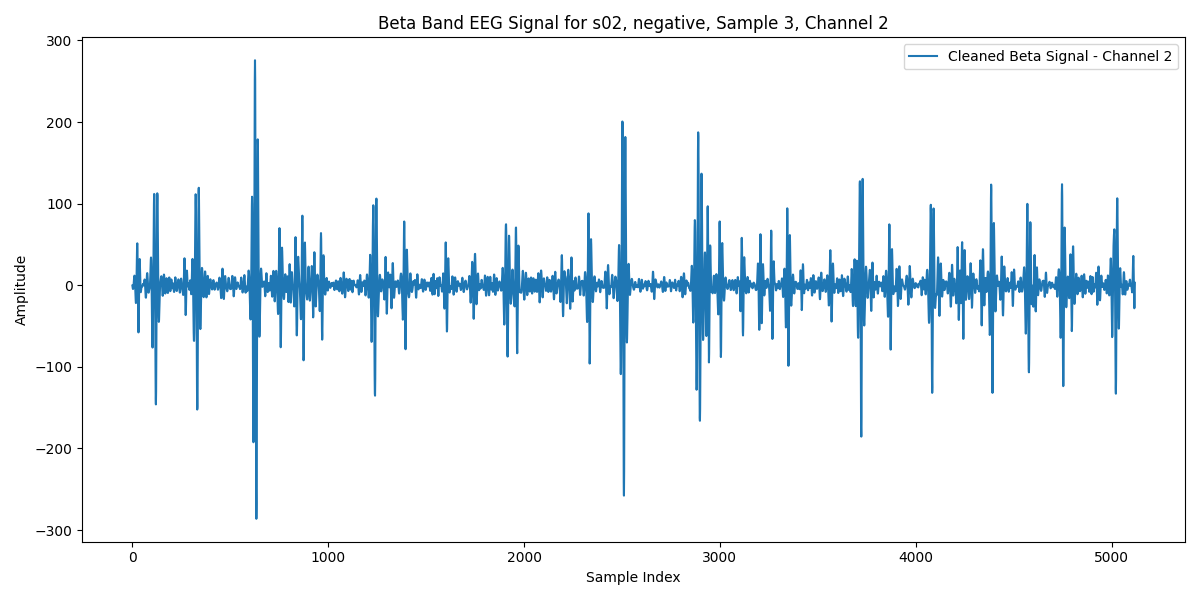 Beta Band EEG Signal for s02, negative, Sample 3, Channel 2
Cleaned Beta Signal - Channel 2
300
200
100
0
−100
−200
−300
Amplitude
0 1000 2000 3000 4000 5000
Sample Index